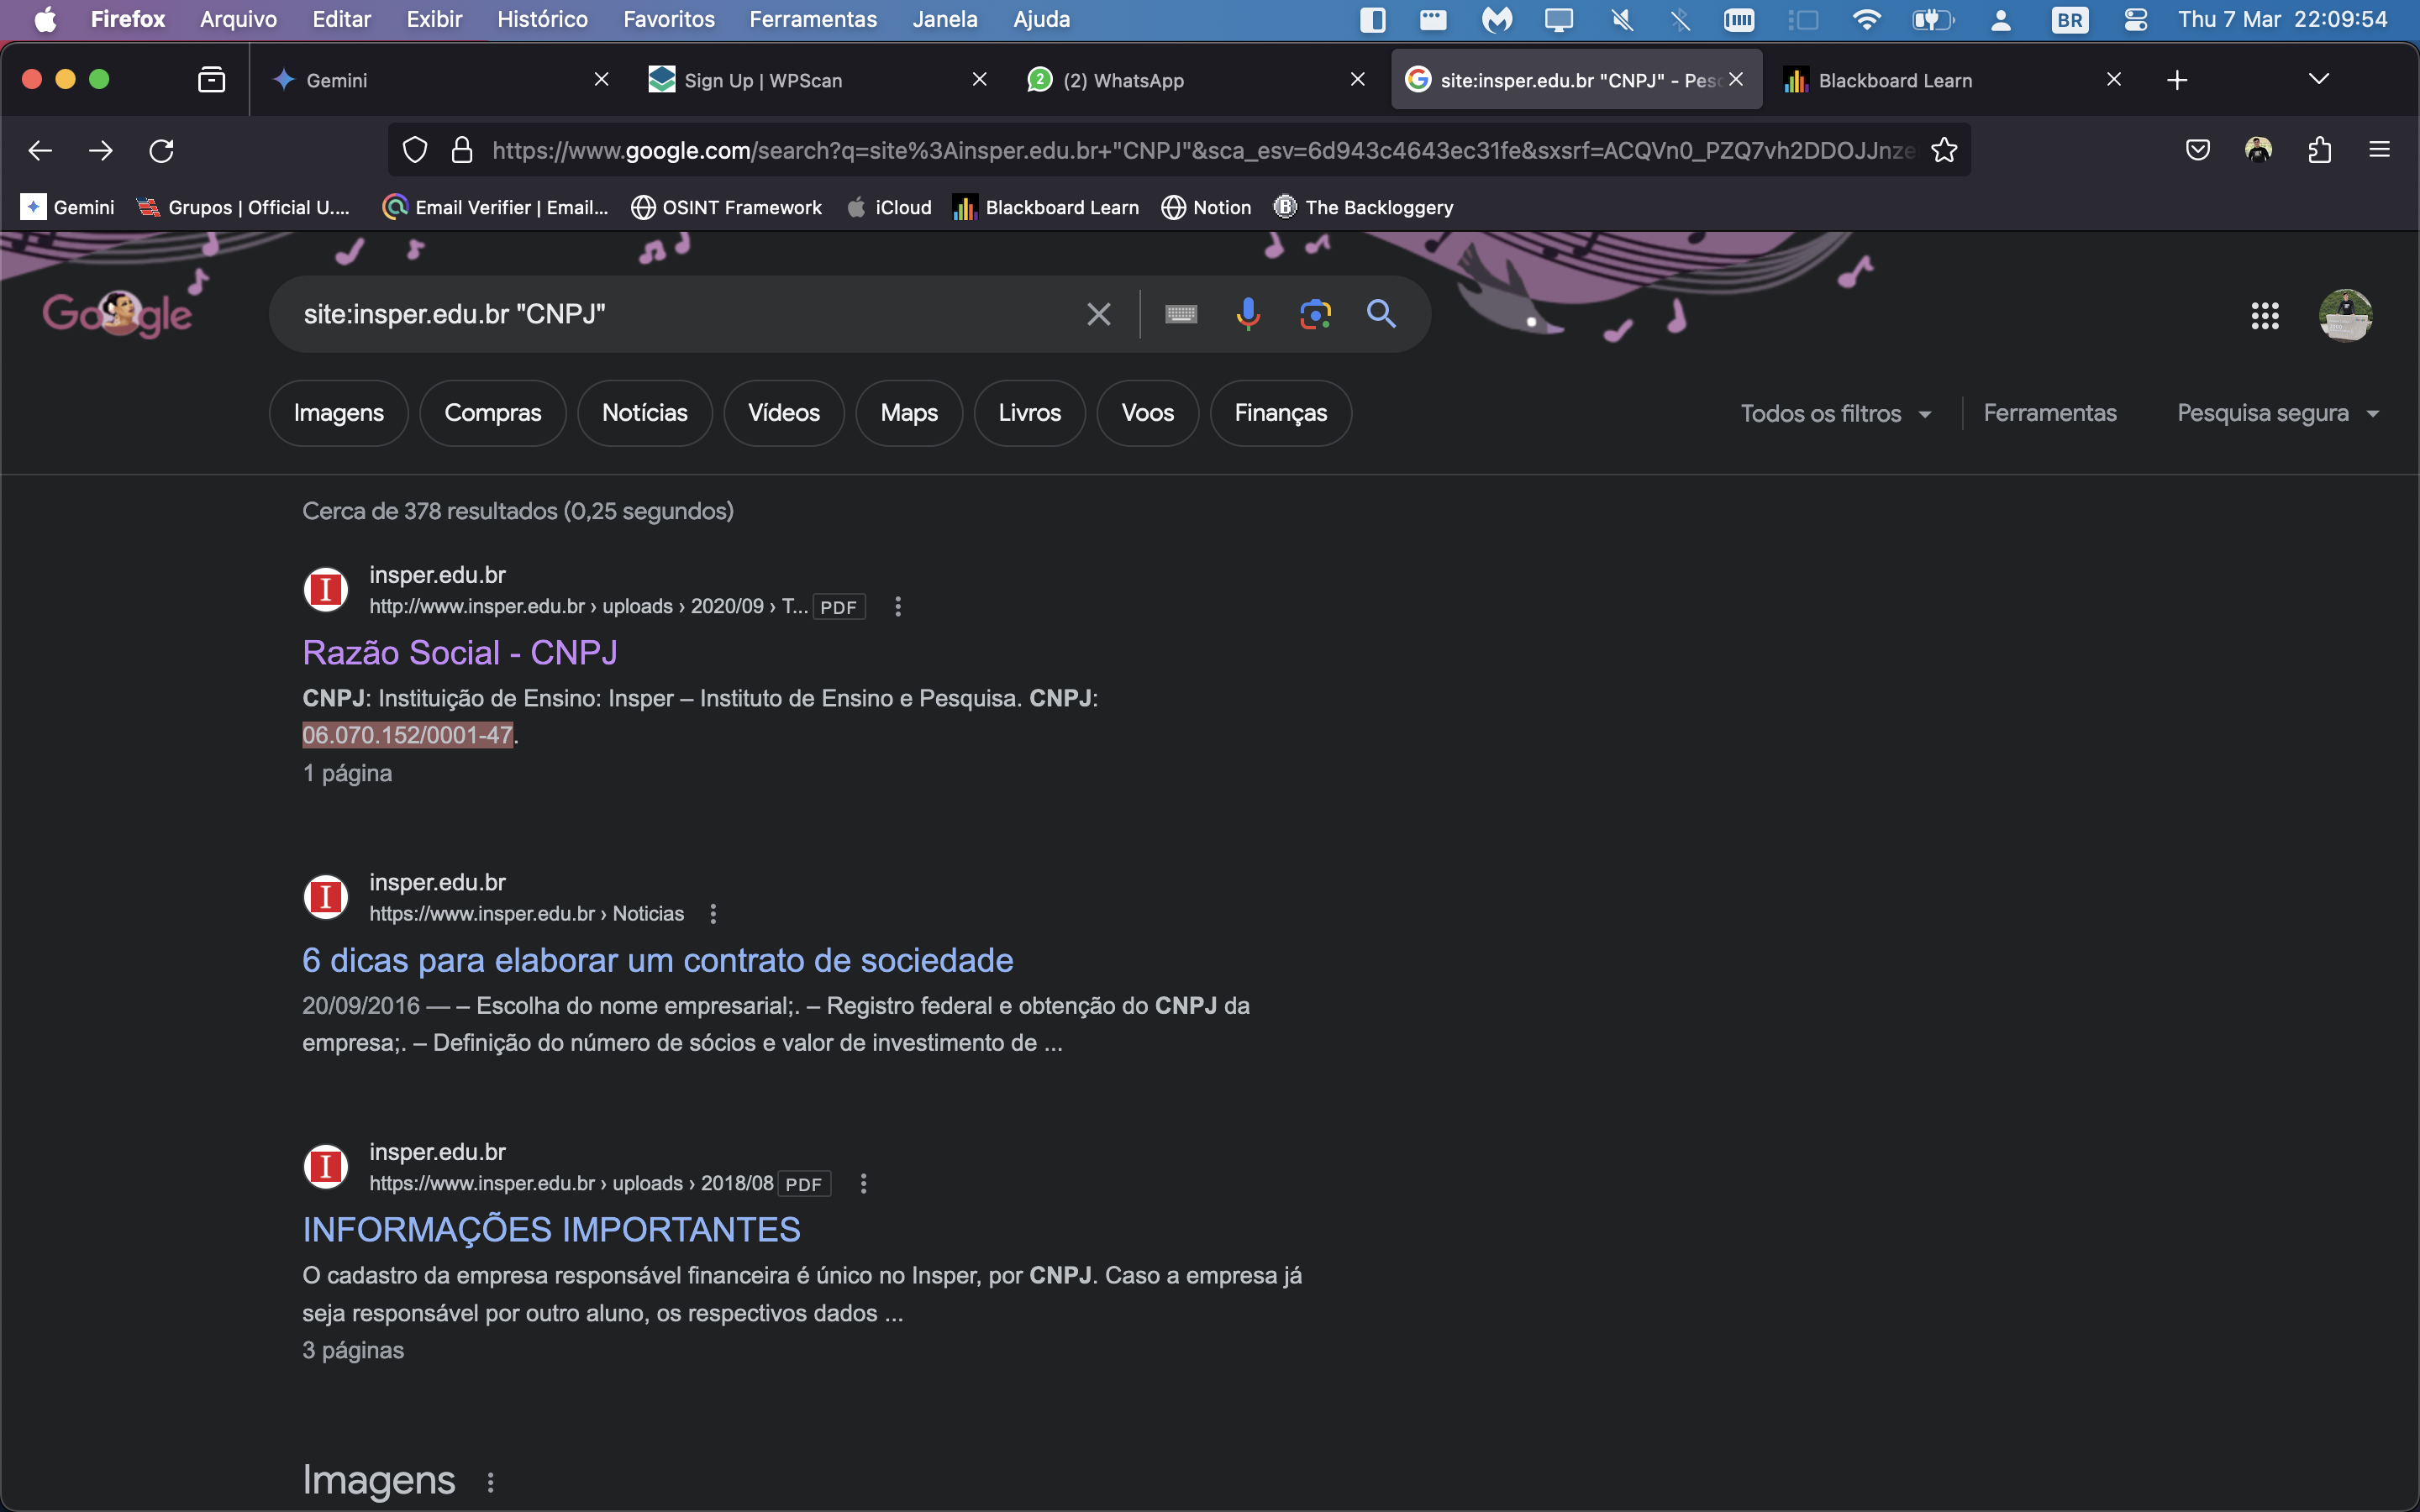 Firefox Arquivo Editar Exibir Histórico Favoritos Ferramentas Janela Ajuda BR Thu 7 Mar 22:09:54
Gemini Sign Up | WPScan 2 (2) WhatsApp site:insper.edu.br "CNPJ" - Pesc Blackboard Learn
https://www.google.com/search?q=site%3Ainsper.edu.br+"CNPJ"&sca_esv=6d943c4643ec31fe&sxsrf=ACQVn0_PZQ7vh2DDOJJnze
Gemini Grupos | Official U.... Email Verifier | Email... OSINT Framework iCloud Blackboard Learn Notion The Backloggery
Google site:insper.edu.br "CNPJ"
Imagens Compras Notícias Vídeos Maps Livros Voos Finanças Todos os filtros Ferramentas Pesquisa segura
Cerca de 378 resultados (0,25 segundos)
insper.edu.br
http://www.insper.edu.br › uploads › 2020/09 › T... PDF
Razão Social - CNPJ
CNPJ: Instituição de Ensino: Insper – Instituto de Ensino e Pesquisa. CNPJ:
06.070.152/0001-47.
1 página
insper.edu.br
https://www.insper.edu.br › Noticias
6 dicas para elaborar um contrato de sociedade
20/09/2016 — – Escolha do nome empresarial;. – Registro federal e obtenção do CNPJ da
empresa;. – Definição do número de sócios e valor de investimento de ...
insper.edu.br
https://www.insper.edu.br › uploads › 2018/08 PDF
INFORMAÇÕES IMPORTANTES
O cadastro da empresa responsável financeira é único no Insper, por CNPJ. Caso a empresa já
seja responsável por outro aluno, os respectivos dados ...
3 páginas
Imagens